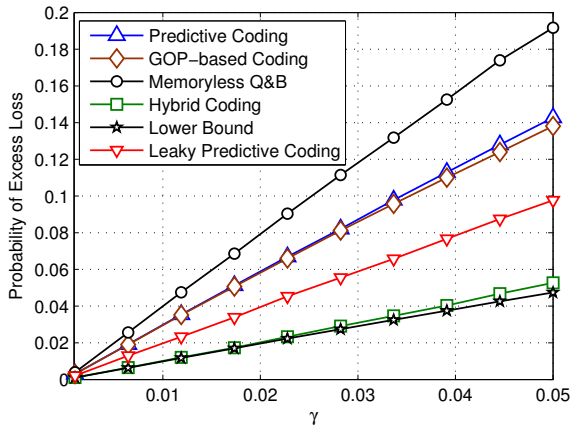 0.2
0.18
0.16
0.14
0.12
0.1
0.08
0.06
0.04
0.02
0
Probability of Excess Loss
Predictive Coding
GOP−based Coding
Memoryless Q&B
Hybrid Coding
Lower Bound
Leaky Predictive Coding
0.01
0.02
0.03
0.04
0.05
γ